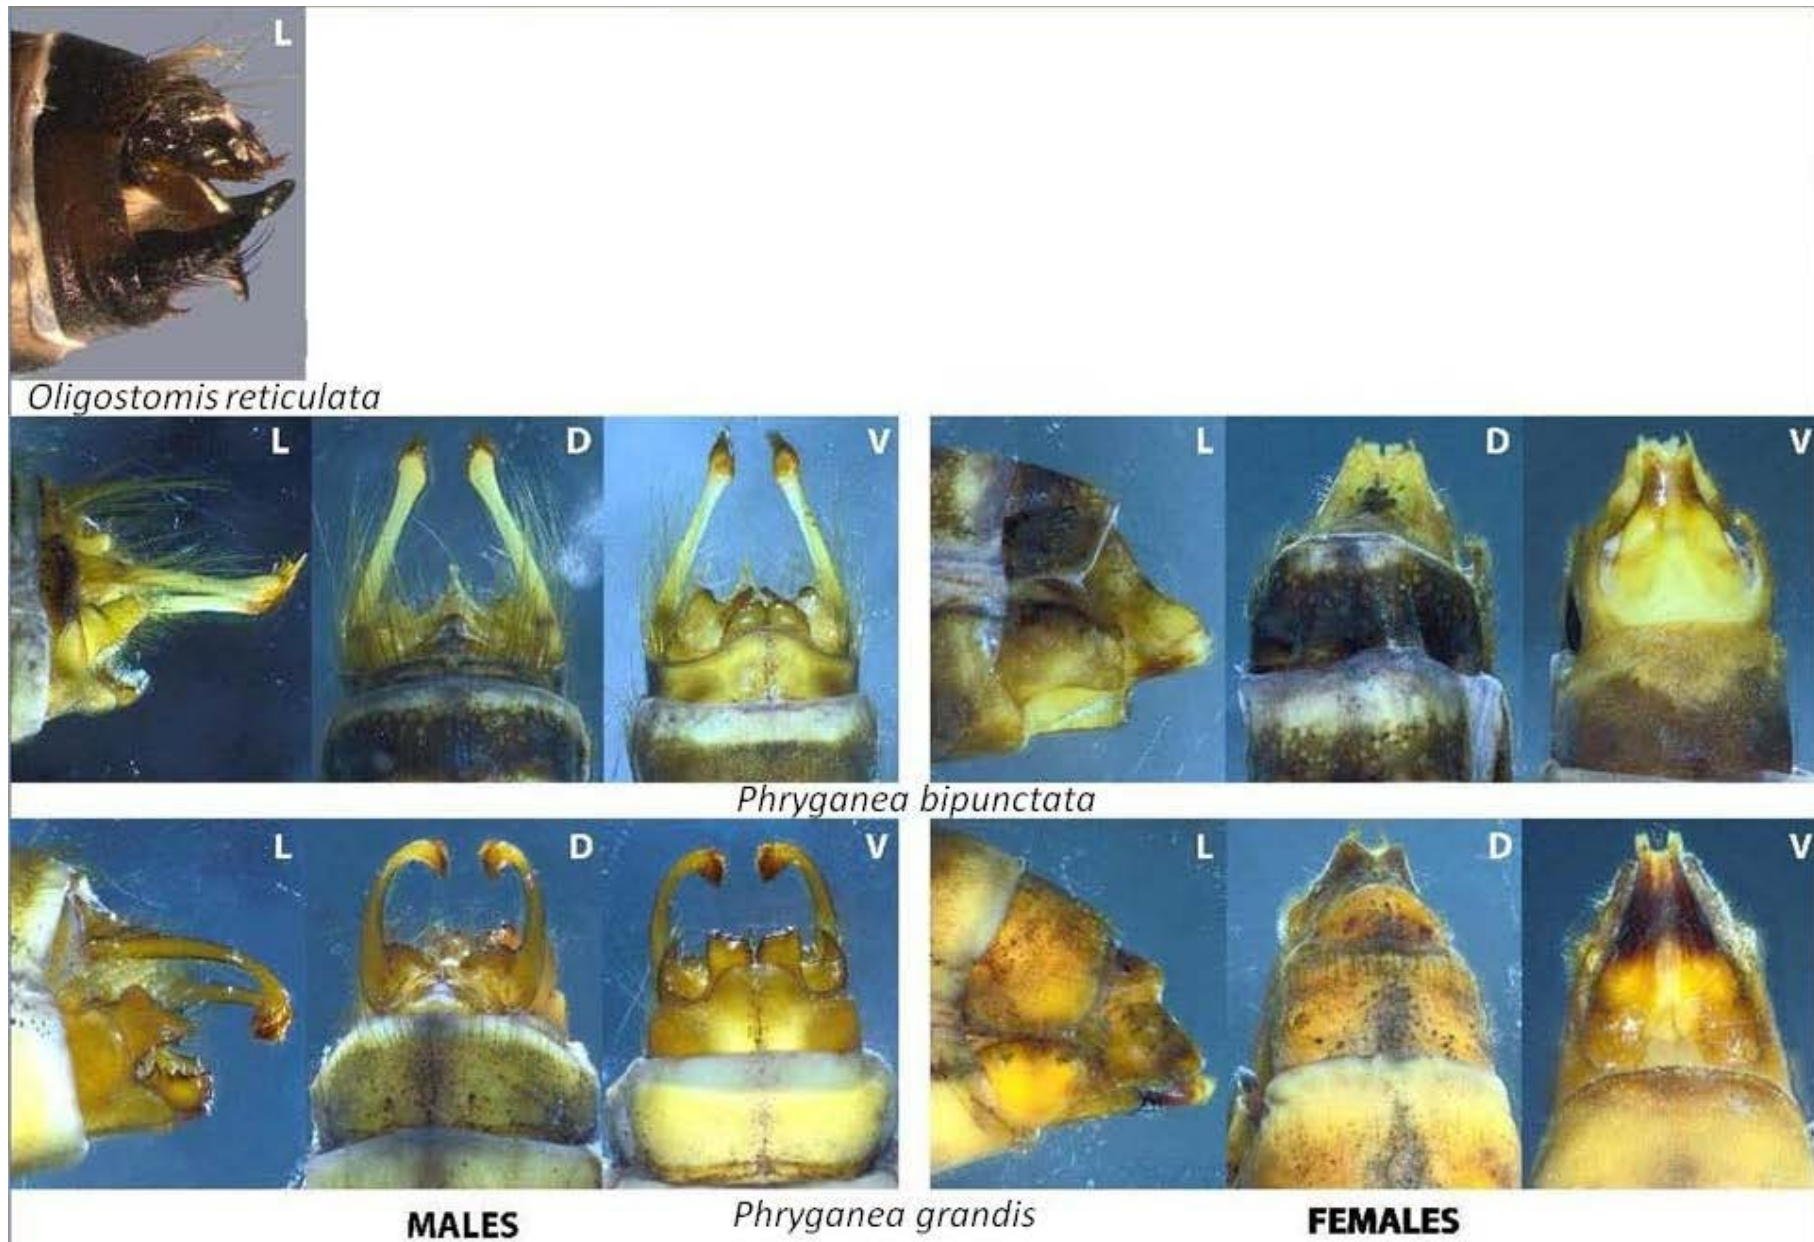 L
Oligostomis reticulata
L D V L D V
Phryganea bipunctata
L D V L D V
Phryganea grandis
MALES FEMALES